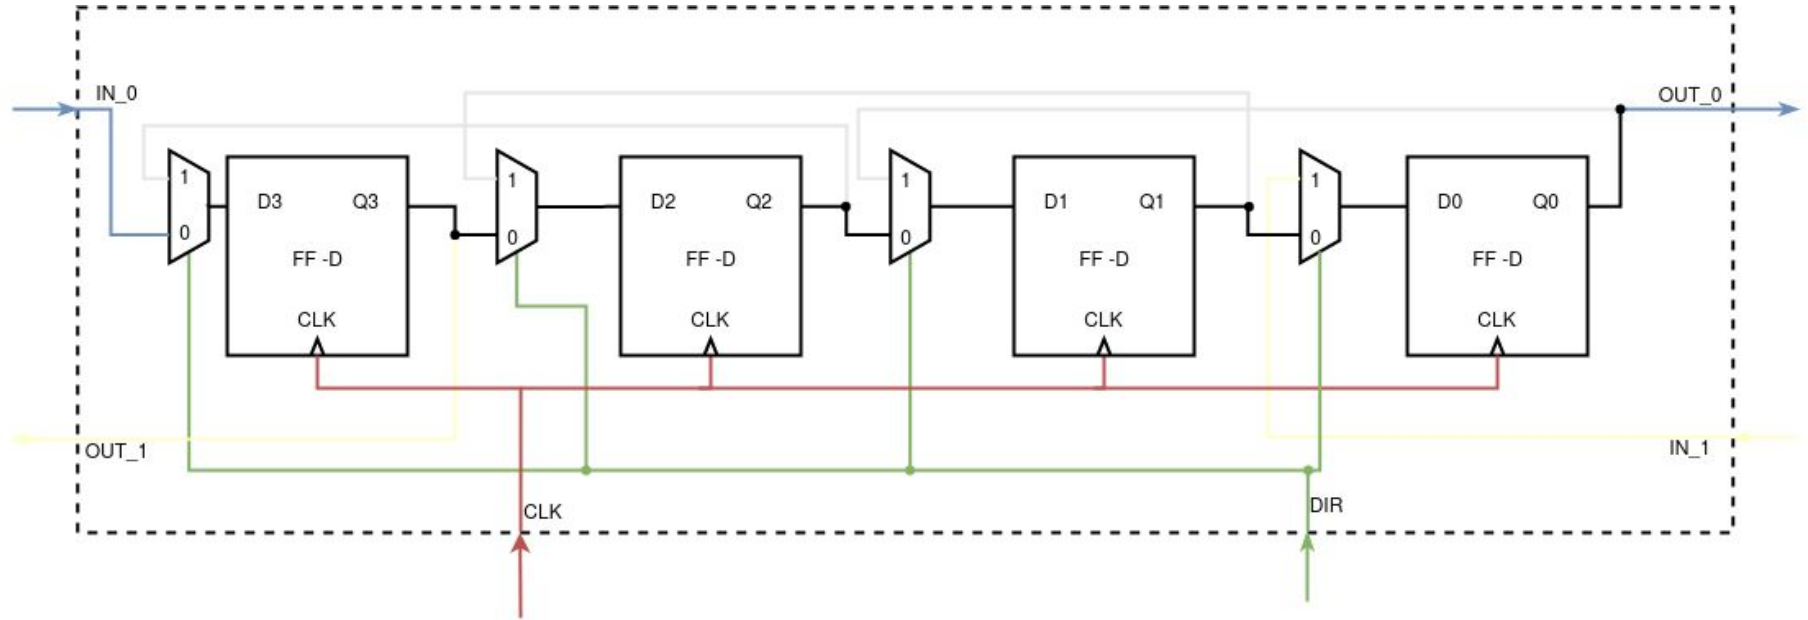 IN_0
OUT_0
1
1
1
1
D3
Q3
D2
Q2
D1
Q1
D0
Q0
0
0
0
0
FF -D
FF -D
FF -D
FF -D
CLK
CLK
CLK
CLK
OUT_1
IN_1
CLK
DIR